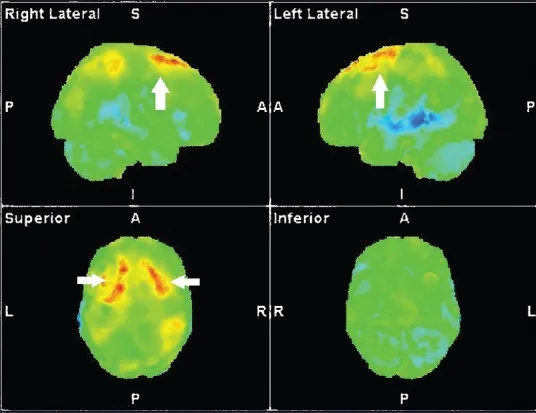 Right Lateral S
P A
I
Left Lateral S
A P
I
Superior A
L R
P
Inferior A
R L
P